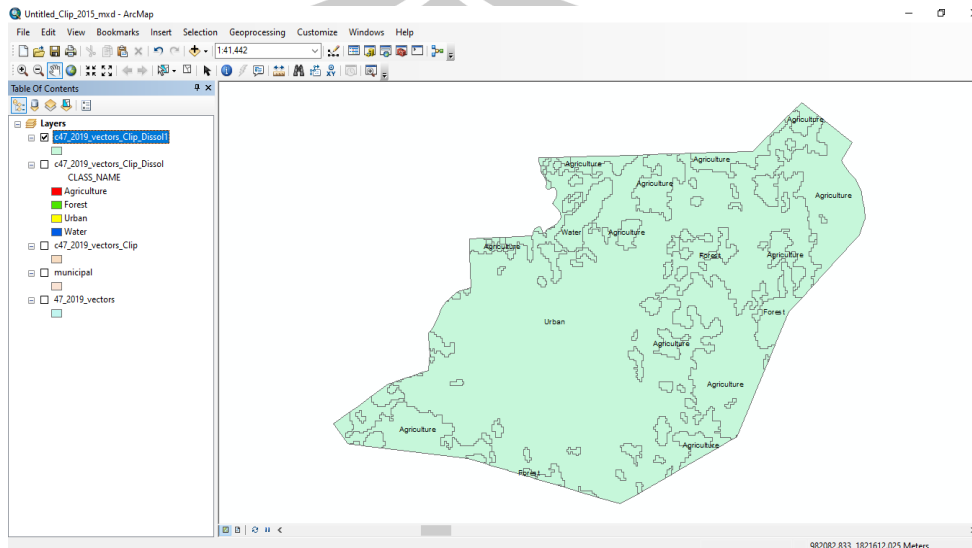 Untitled_Clip_2015_mxd - ArcMap
File Edit View Bookmarks Insert Selection Geoprocessing Customize Windows Help
1:41,442
Table Of Contents
Layers
c47_2019_vectors_Clip_Dissol1
c47_2019_vectors_Clip_Dissol
CLASS_NAME
Agriculture
Forest
Urban
Water
c47_2019_vectors_Clip
municipal
47_2019_vectors
Agriculture
Agriculture
Agriculture
Agriculture
Agriculture
Water
Agriculture
Agriculture
Forest
Agriculture
Forest
Urban
Agriculture
Agriculture
Agriculture
Agriculture
Forest
982082.833 1821612.025 Meters